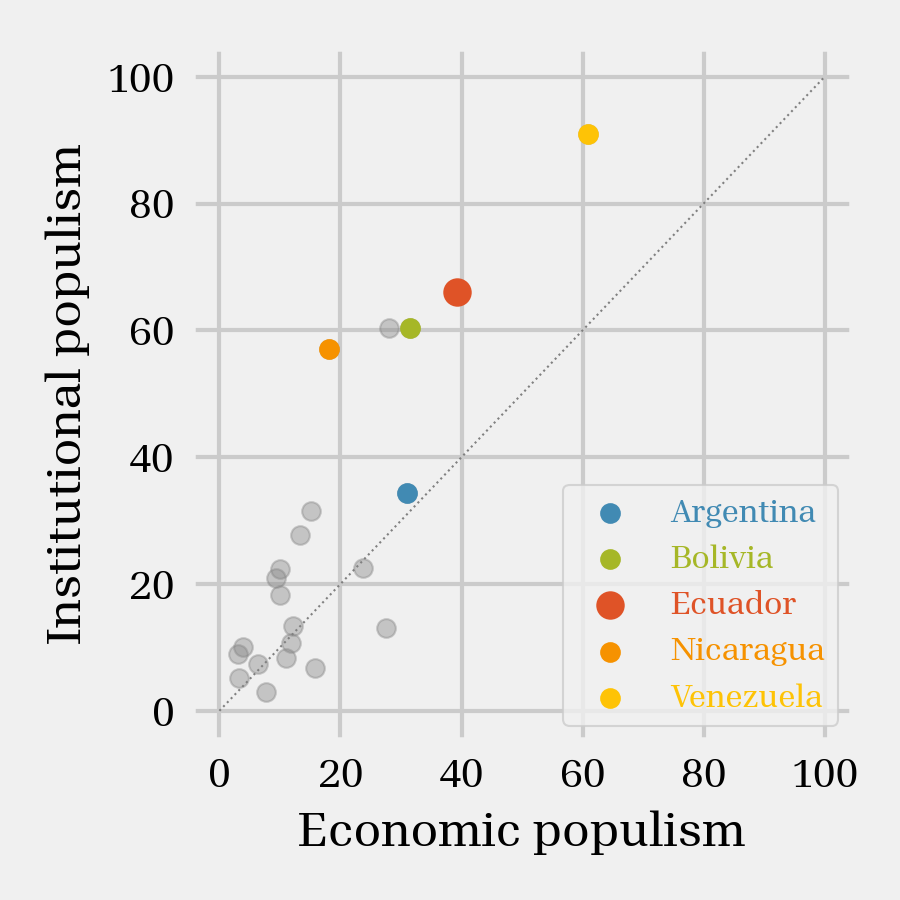 Institutional populism
100
80
60
40
20
0
Argentina
Bolivia
Ecuador
Nicaragua
Venezuela
0 20 40 60 80 100
Economic populism